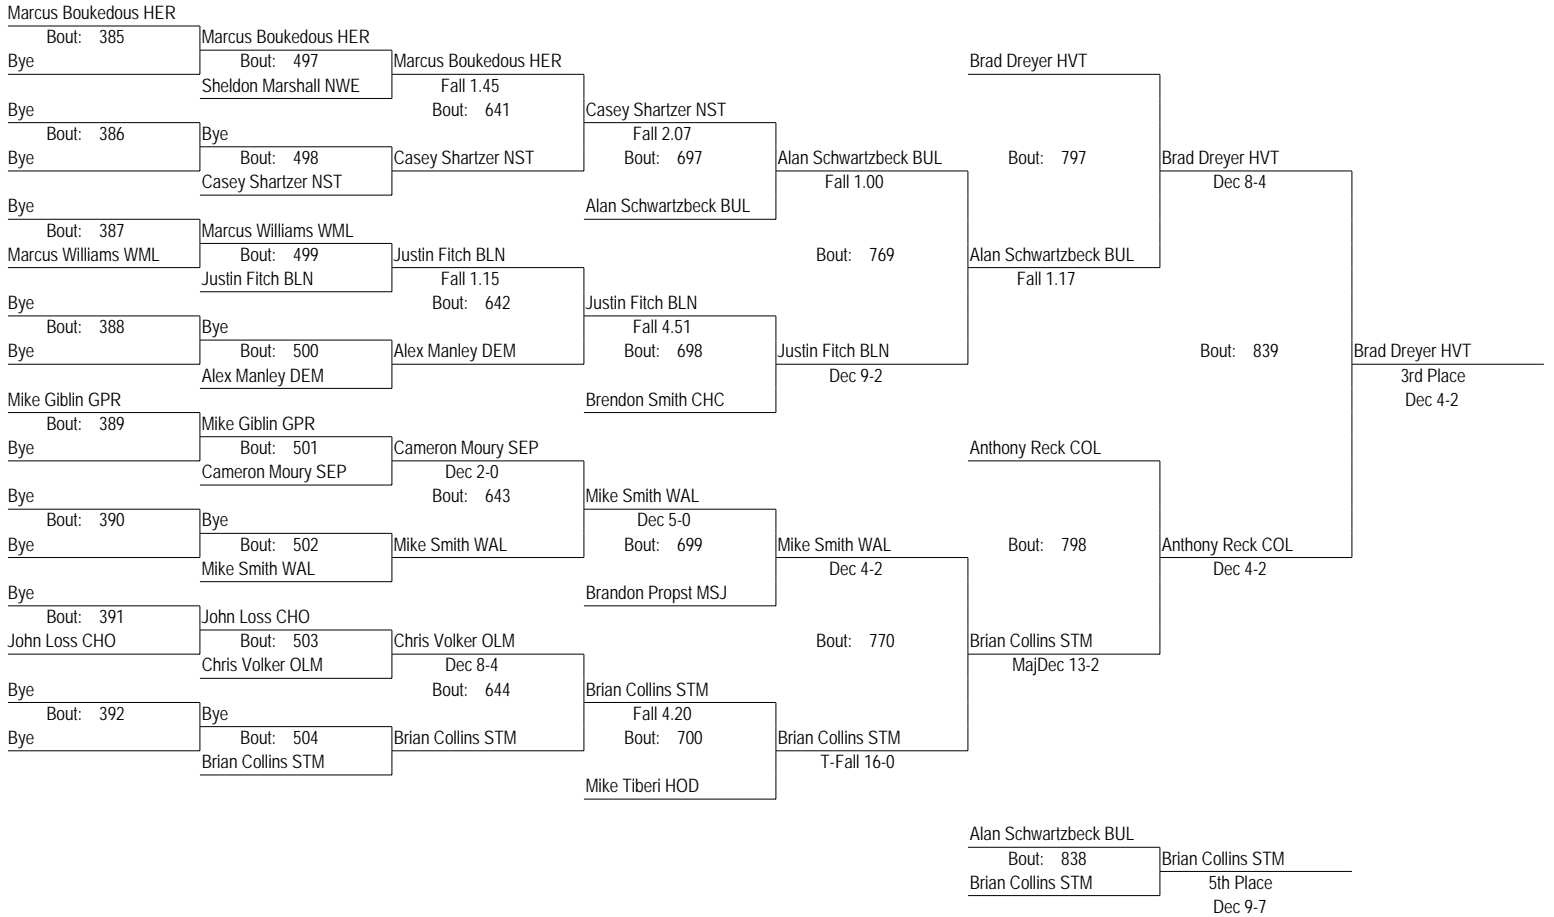 Marcus Boukedous HER
Bout: 385
Bye
Bye
Bout: 386
Bye
Bye
Bout: 387
Marcus Williams WML
Bye
Bout: 388
Bye
Mike Giblin GPR
Bout: 389
Bye
Bye
Bout: 390
Bye
Bye
Bout: 391
John Loss CHO
Bye
Bout: 392
Bye
Marcus Boukedous HER
Bout: 497
Sheldon Marshall NWE
Bye
Bout: 498
Casey Shartzer NST
Marcus Williams WML
Bout: 499
Justin Fitch BLN
Bye
Bout: 500
Alex Manley DEM
Mike Giblin GPR
Bout: 501
Cameron Moury SEP
Bye
Bout: 502
Mike Smith WAL
John Loss CHO
Bout: 503
Chris Volker OLM
Bye
Bout: 504
Brian Collins STM
Marcus Boukedous HER
Fall 1.45
Bout: 641
Casey Shartzer NST
Justin Fitch BLN
Fall 1.15
Bout: 642
Alex Manley DEM
Cameron Moury SEP
Dec 2-0
Bout: 643
Mike Smith WAL
Chris Volker OLM
Dec 8-4
Bout: 644
Brian Collins STM
Casey Shartzer NST
Fall 2.07
Bout: 697
Alan Schwartzbeck BUL
Justin Fitch BLN
Fall 4.51
Bout: 698
Brendon Smith CHC
Mike Smith WAL
Dec 5-0
Bout: 699
Brandon Propst MSJ
Brian Collins STM
Fall 4.20
Bout: 700
Mike Tiberi HOD
Alan Schwartzbeck BUL
Fall 1.00
Bout: 769
Justin Fitch BLN
Dec 9-2
Mike Smith WAL
Dec 4-2
Bout: 770
Brian Collins STM
T-Fall 16-0
Brad Dreyer HVT
Bout: 797
Alan Schwartzbeck BUL
Fall 1.17
Anthony Reck COL
Bout: 798
Brian Collins STM
MajDec 13-2
Brad Dreyer HVT
Dec 8-4
Bout: 839
Anthony Reck COL
Dec 4-2
Brad Dreyer HVT
3rd Place
Dec 4-2
Alan Schwartzbeck BUL
Bout: 838
Brian Collins STM
Brian Collins STM
5th Place
Dec 9-7